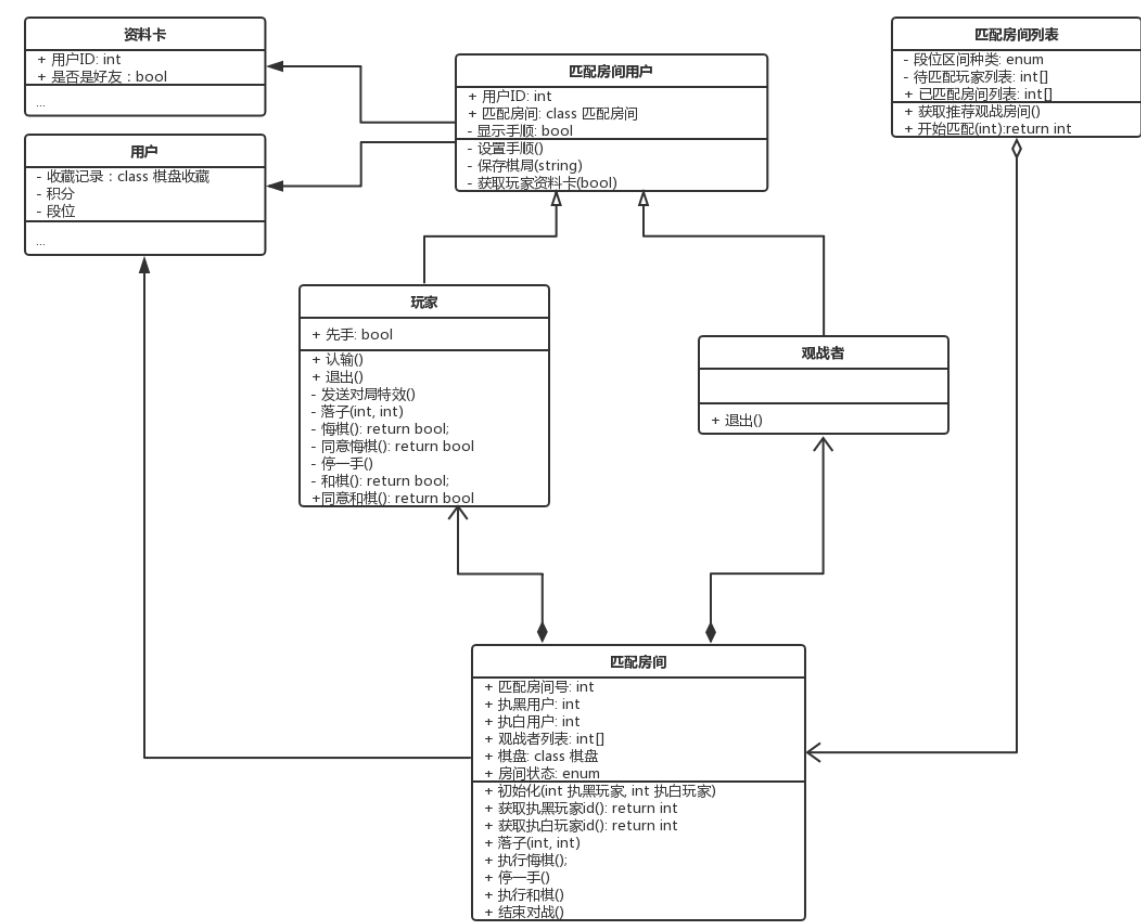 资料卡
+ 用户ID: int
+ 是否是好友：bool
...
用户
- 收藏记录：class 棋盘收藏
- 积分
- 段位
...
匹配房间用户
+ 用户ID: int
+ 匹配房间: class 匹配房间
- 显示手顺: bool
- 设置手顺()
- 保存棋局(string)
- 获取玩家资料卡(bool)
匹配房间列表
- 段位区间种类: enum
- 待匹配玩家列表: int[]
+ 已匹配房间列表: int[]
+ 获取推荐观战房间()
+ 开始匹配(int):return int
玩家
+ 先手: bool
+ 认输()
+ 退出()
- 发送对局特效()
- 落子(int, int)
- 悔棋(): return bool;
- 同意悔棋(): return bool
- 停一手()
- 和棋(): return bool;
+同意和棋(): return bool
观战者
+ 退出()
匹配房间
+ 匹配房间号: int
+ 执黑用户: int
+ 执白用户: int
+ 观战者列表: int[]
+ 棋盘: class 棋盘
+ 房间状态: enum
+ 初始化(int 执黑玩家, int 执白玩家)
+ 获取执黑玩家id(): return int
+ 获取执白玩家id(): return int
+ 落子(int, int)
+ 执行悔棋();
+ 停一手()
+ 执行和棋()
+ 结束对战()